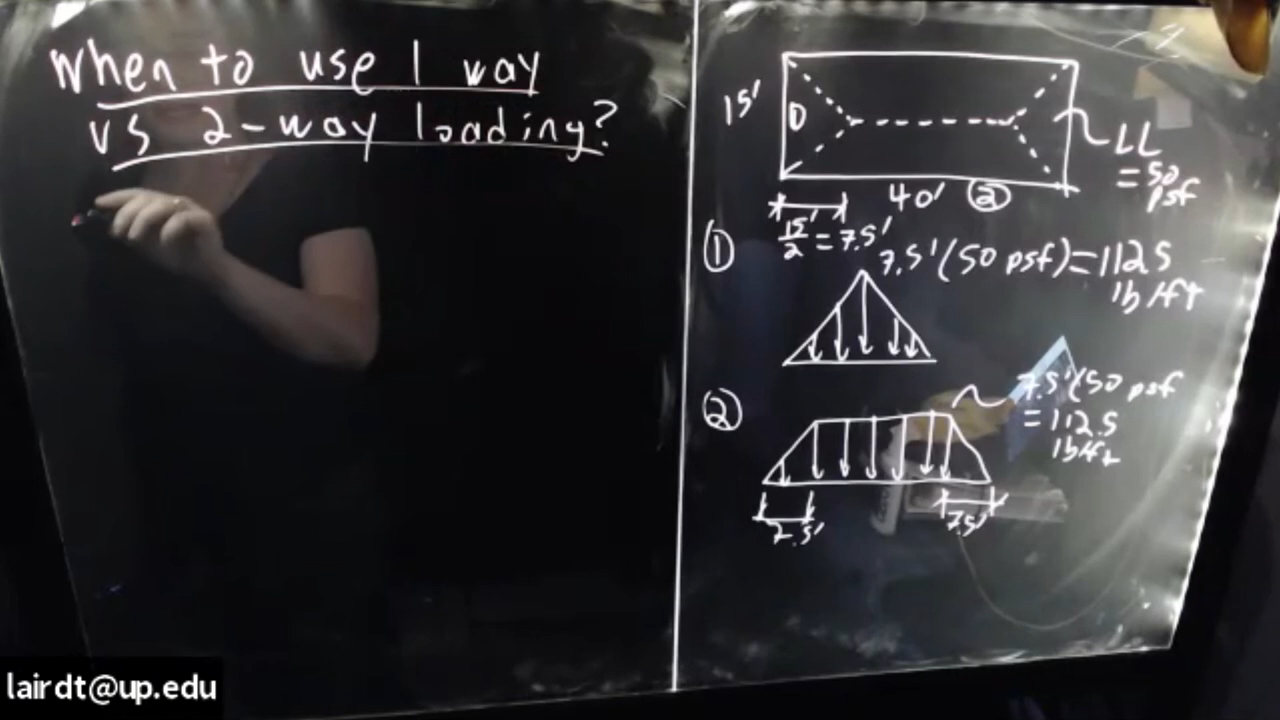 When to use 1 way
vs 2-way loading?
15'
①
LL
= 50
psf
40' ②
15'/2 = 7.5'
①
7.5'(50 psf)=112.5
lb/ft
②
7.5'(50 psf
= 112.5
lb/ft
7.5'
7.5'
lairdt@up.edu